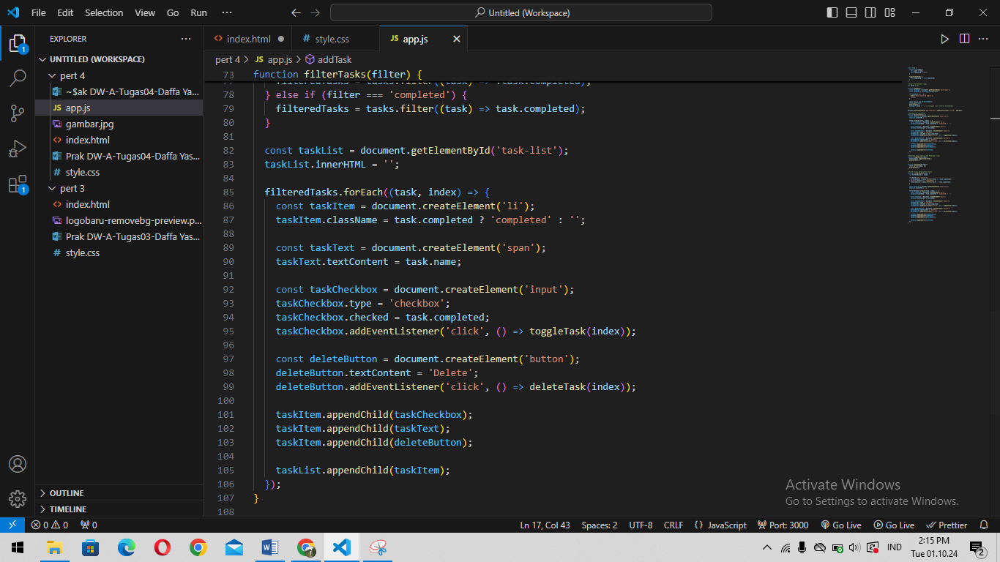 File Edit Selection View Go Run ··· Untitled (Workspace)
EXPLORER ···
UNTITLED (WORKSPACE)
pert 4
~$ak DW-A-Tugas04-Daffa Ya...
JS app.js
gambar.jpg
<> index.html
Prak DW-A-Tugas04-Daffa Yas...
# style.css
pert 3
<> index.html
logobaru-removebg-preview.p...
Prak DW-A-Tugas03-Daffa Yas...
# style.css
OUTLINE
TIMELINE
1
1
<> index.html # style.css JS app.js
pert 4 > JS app.js > addTask
73 function filterTasks(filter) {
78 } else if (filter === 'completed') {
79 filteredTasks = tasks.filter((task) => task.completed);
80 }
81
82 const taskList = document.getElementById('task-list');
83 taskList.innerHTML = '';
84
85 filteredTasks.forEach((task, index) => {
86 const taskItem = document.createElement('li');
87 taskItem.className = task.completed ? 'completed' : '';
88
89 const taskText = document.createElement('span');
90 taskText.textContent = task.name;
91
92 const taskCheckbox = document.createElement('input');
93 taskCheckbox.type = 'checkbox';
94 taskCheckbox.checked = task.completed;
95 taskCheckbox.addEventListener('click', () => toggleTask(index));
96
97 const deleteButton = document.createElement('button');
98 deleteButton.textContent = 'Delete';
99 deleteButton.addEventListener('click', () => deleteTask(index));
100
101 taskItem.appendChild(taskCheckbox);
102 taskItem.appendChild(taskText);
103 taskItem.appendChild(deleteButton);
104
105 taskList.appendChild(taskItem);
106 });
107 }
108
Activate Windows
Go to Settings to activate Windows.
0 0 0 Ln 17, Col 43 Spaces: 2 UTF-8 CRLF {} JavaScript Port: 3000 Go Live Go Live Prettier
IND 2:15 PM
Tue 01.10.24
2